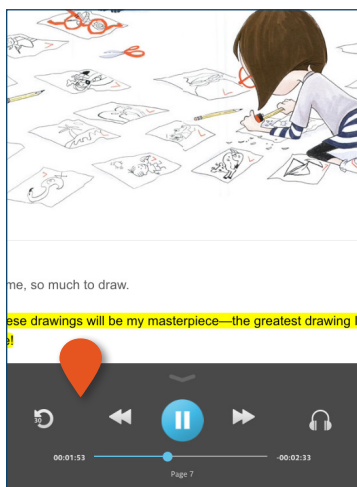 me, so much to draw.
ese drawings will be my masterpiece—the greatest drawing
e!
30
00:01:53
-00:02:33
Page 7